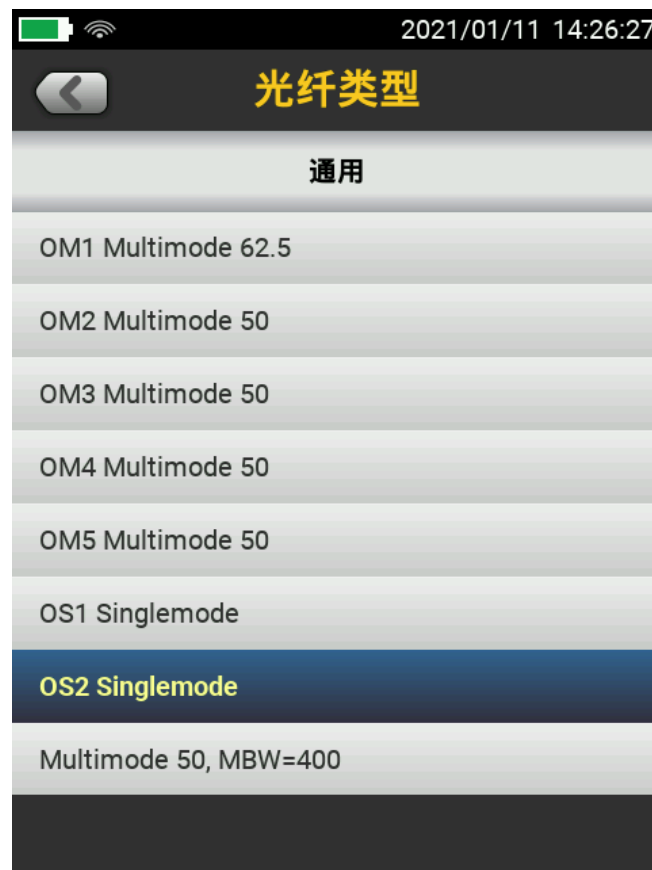 2021/01/11 14:26:27
光纤类型
通用
OM1 Multimode 62.5
OM2 Multimode 50
OM3 Multimode 50
OM4 Multimode 50
OM5 Multimode 50
OS1 Singlemode
OS2 Singlemode
Multimode 50, MBW=400